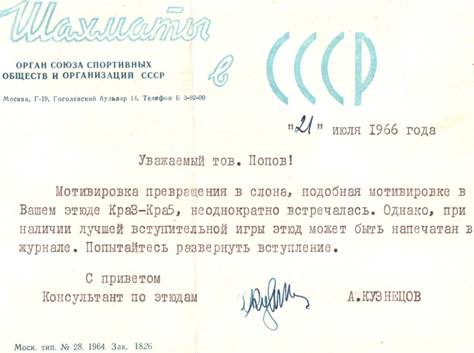 Шахматы
в СССР
ОРГАН СОЮЗА СПОРТИВНЫХ
ОБЩЕСТВ И ОРГАНИЗАЦИЙ СССР
Москва, Г-19, Гоголевский бульвар 14. Телефон Б 3-92-00
"21" июля 1966 года
Уважаемый тов. Попов!
Мотивировка превращения в слона, подобная мотивировке в
Вашем этюде Кра3-Кра5, неоднократно встречалась. Однако, при
наличии лучшей вступительной игры этюд может быть напечатан в
журнале. Попытайтесь развернуть вступление.
С приветом
Консультант по этюдам А.КУЗНЕЦОВ
Моск. тип. № 28. 1964. Зак. 1826